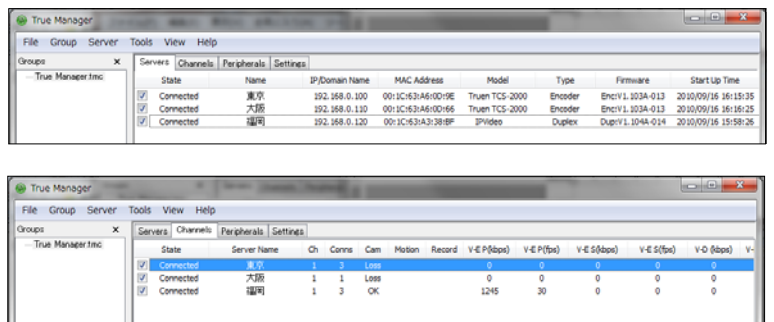 True Manager
File Group Server Tools View Help
Groups x Servers Channels Peripherals Settings
True Manager.tmc State Name IP/Domain Name MAC Address Model Type Firmware Start Up Time
Connected 東京 192.168.0.100 00:1C:63:A6:0D:9E Truen TCS-2000 Encoder Enc:V1.103A-013 2010/09/16 16:15:35
Connected 大阪 192.168.0.110 00:1C:63:A6:0D:66 Truen TCS-2000 Encoder Enc:V1.103A-013 2010/09/16 16:16:25
Connected 福岡 192.168.0.120 00:1C:63:A3:38:BF IPVideo Duplex Dup:V1.104A-014 2010/09/16 15:58:26
True Manager
File Group Server Tools View Help
Groups x Servers Channels Peripherals Settings
True Manager.tmc State Server Name Ch Conns Cam Motion Record V-E P(kbps) V-E P(fps) V-E S(kbps) V-E S(fps) V-D (kbps) V-
Connected 東京 1 3 Loss 0 0 0 0 0
Connected 大阪 1 1 Loss 0 0 0 0 0
Connected 福岡 1 3 OK 1245 30 0 0 0